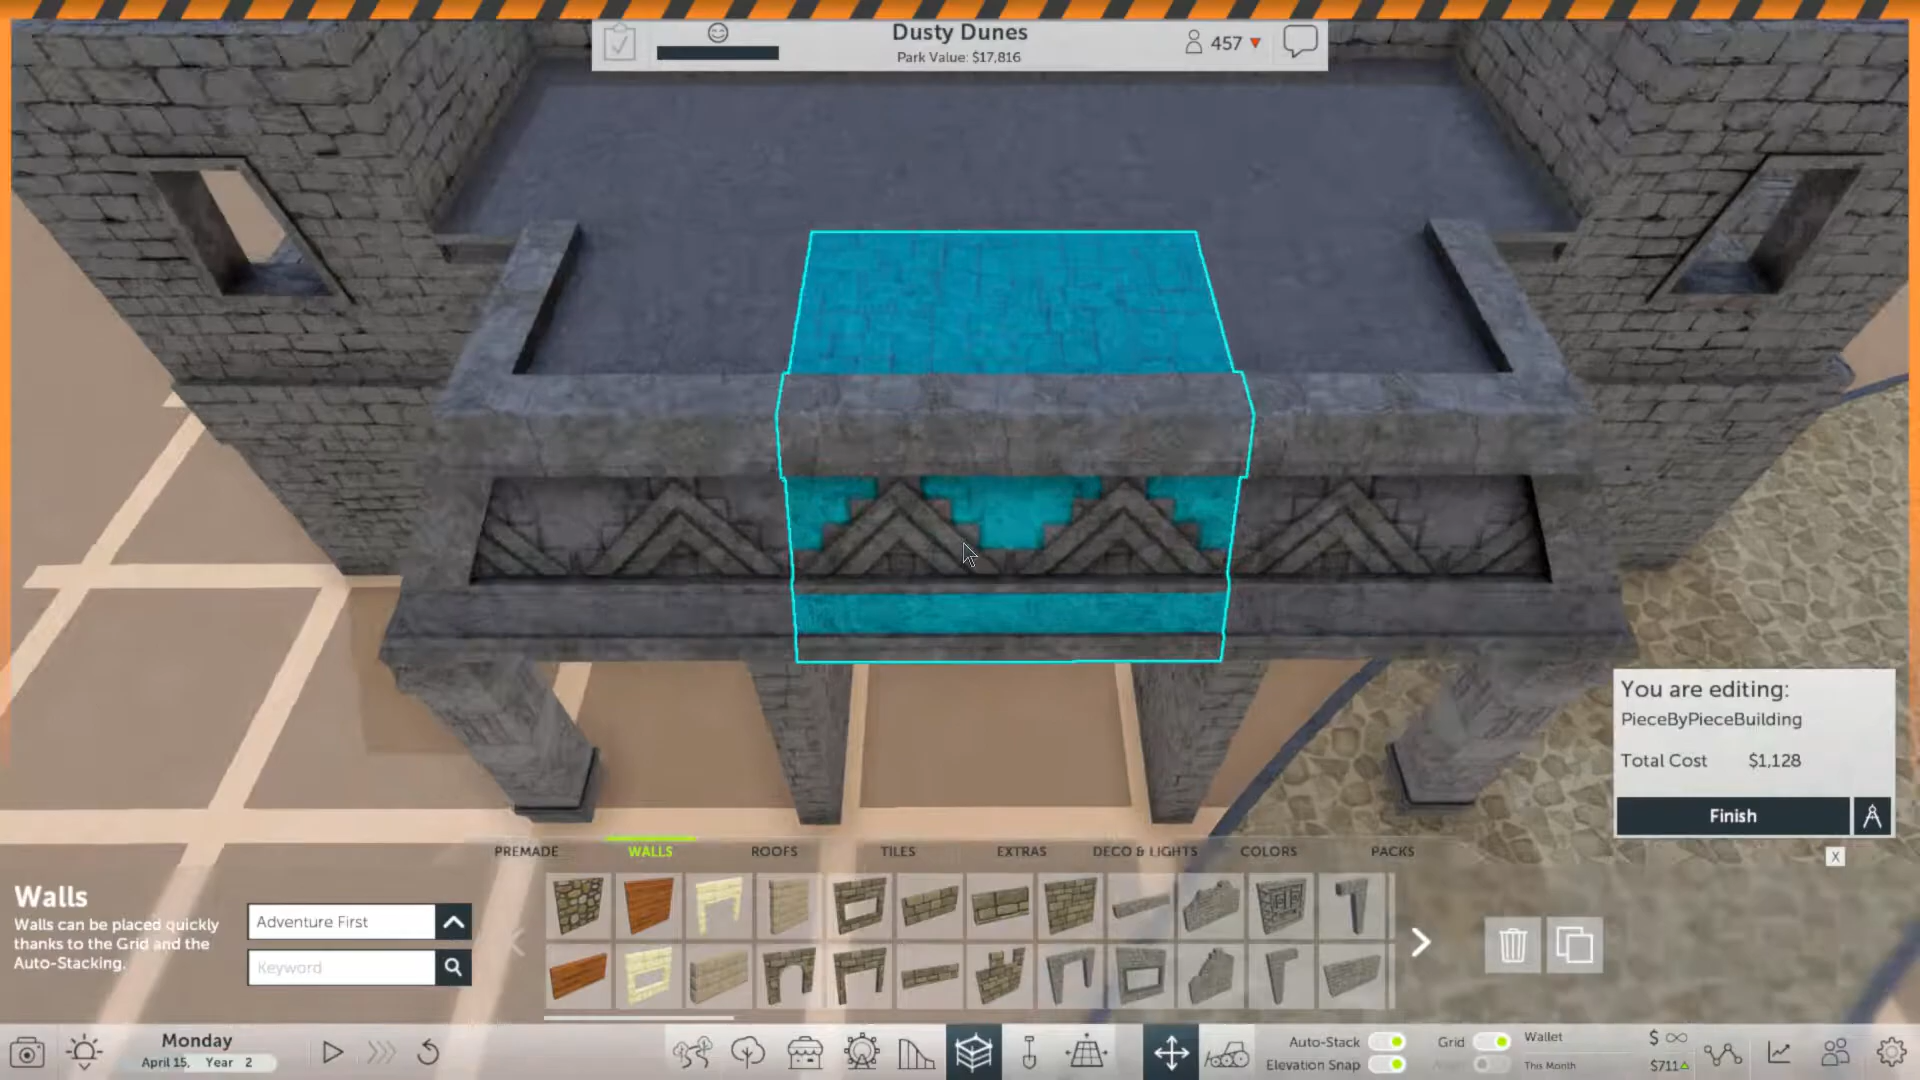 Dusty Dunes
Park Value: $17,816
457
You are editing:
PieceByPieceBuilding
Total Cost $1,128
Finish
X
PREMADE WALLS ROOFS TILES EXTRAS DECO & LIGHTS COLORS PACKS
Walls
Walls can be placed quickly
thanks to the Grid and the
Auto-Stacking.
Adventure First
Keyword
Monday
April 15, Year 2
Auto-Stack
Grid
Elevation Snap
Wallet $ ∞
This Month $711